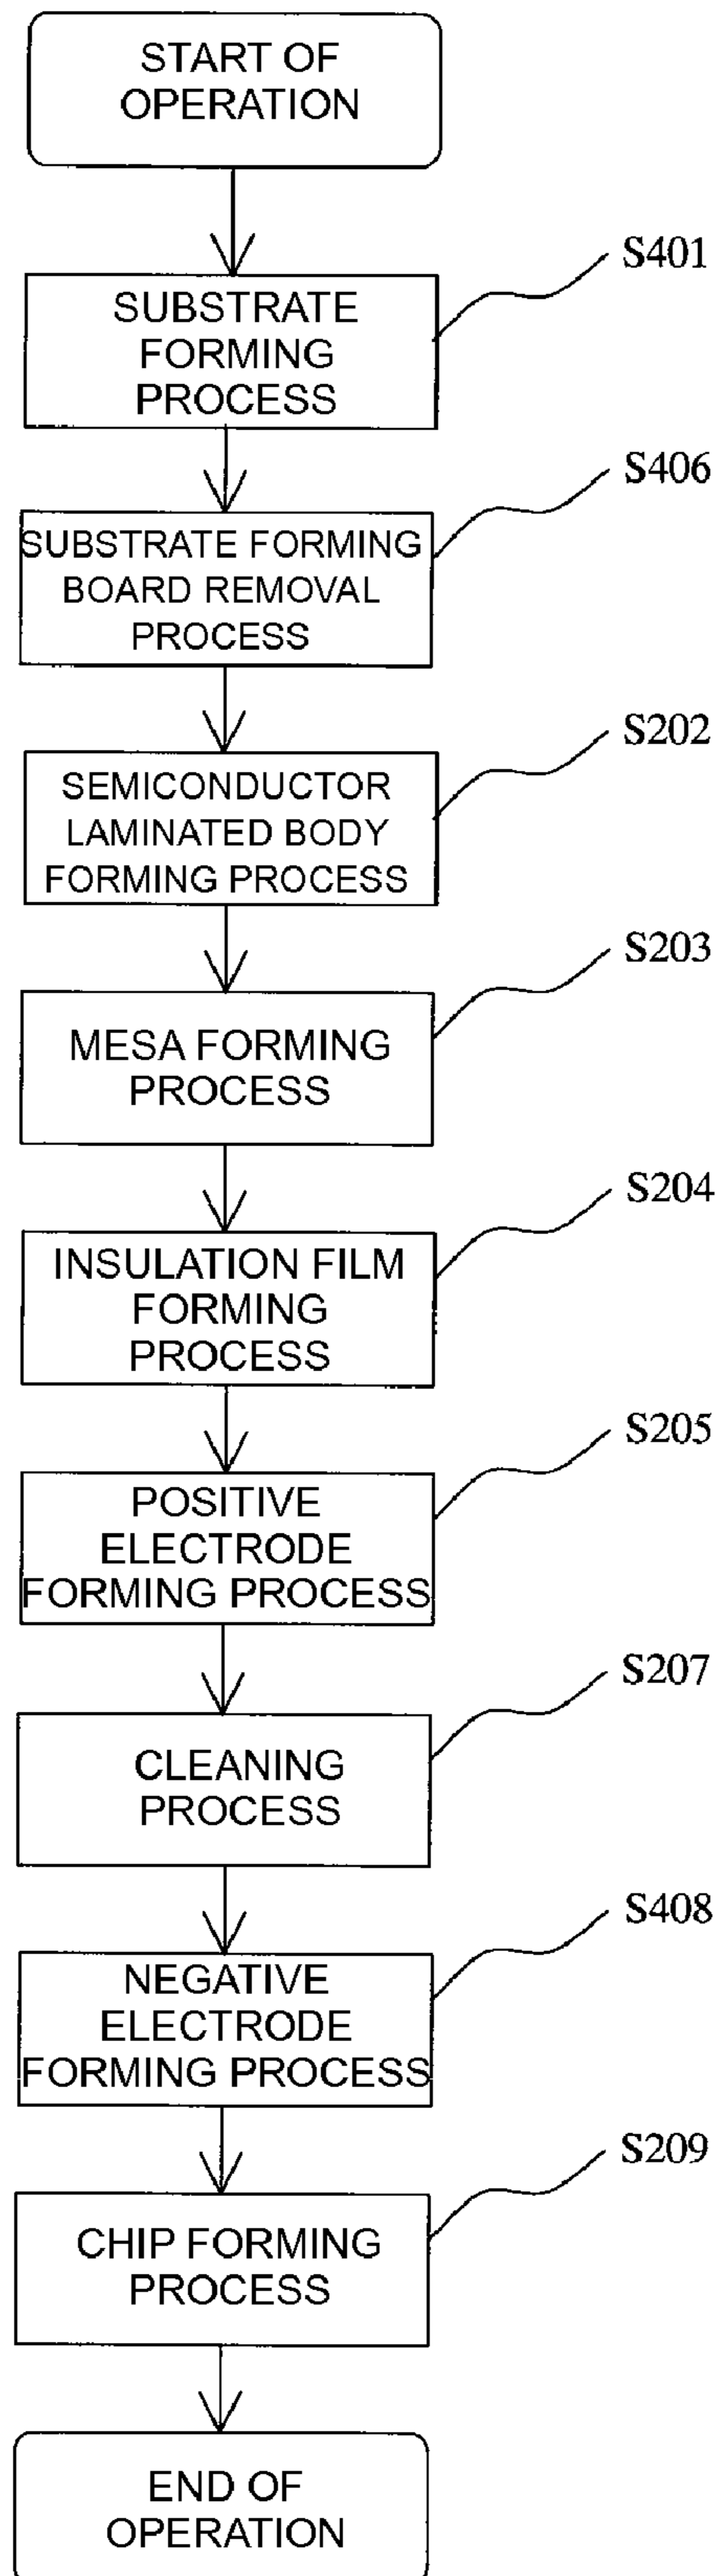 START OF
OPERATION
S401
SUBSTRATE
FORMING
PROCESS
S406
SUBSTRATE FORMING
BOARD REMOVAL
PROCESS
S202
SEMICONDUCTOR
LAMINATED BODY
FORMING PROCESS
S203
MESA FORMING
PROCESS
S204
INSULATION FILM
FORMING
PROCESS
S205
POSITIVE
ELECTRODE
FORMING PROCESS
S207
CLEANING
PROCESS
S408
NEGATIVE
ELECTRODE
FORMING PROCESS
S209
CHIP FORMING
PROCESS
END OF
OPERATION